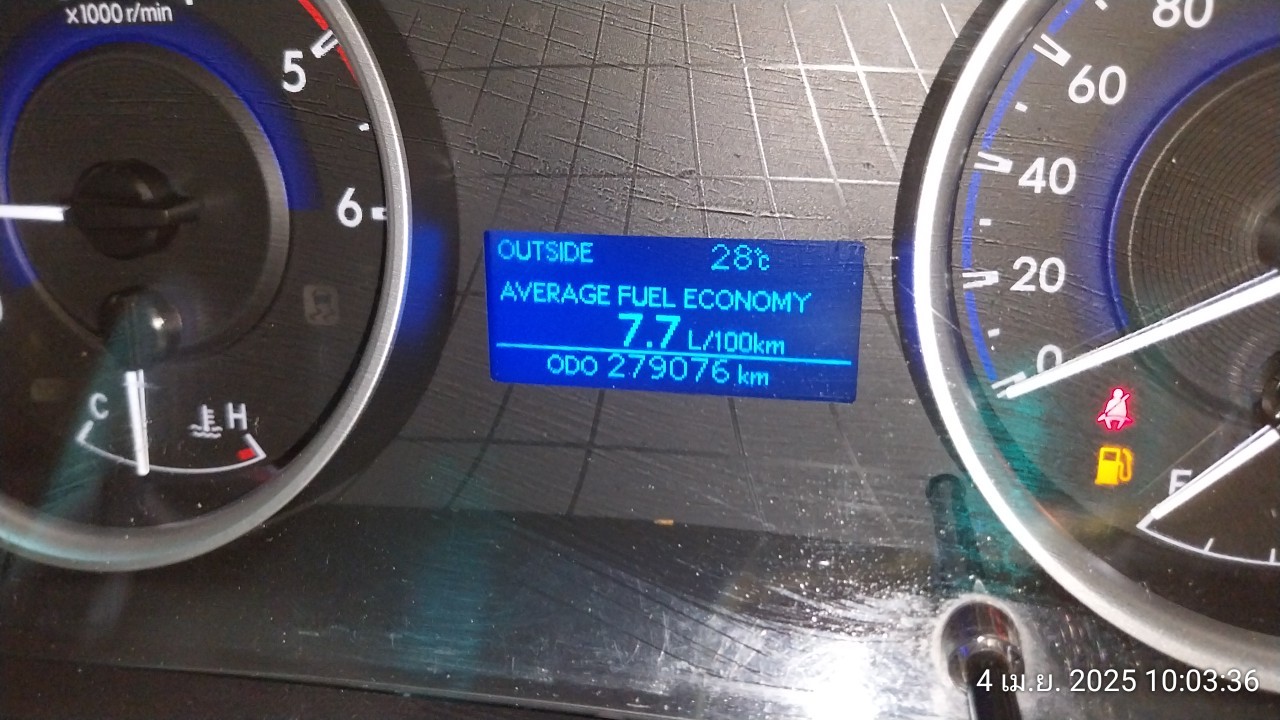 x1000 r/min
5
6
C
H
OUTSIDE 28℃
AVERAGE FUEL ECONOMY
7.7 L/100km
ODO 279076 km
80
60
40
20
0
4 เม.ย. 2025 10:03:36